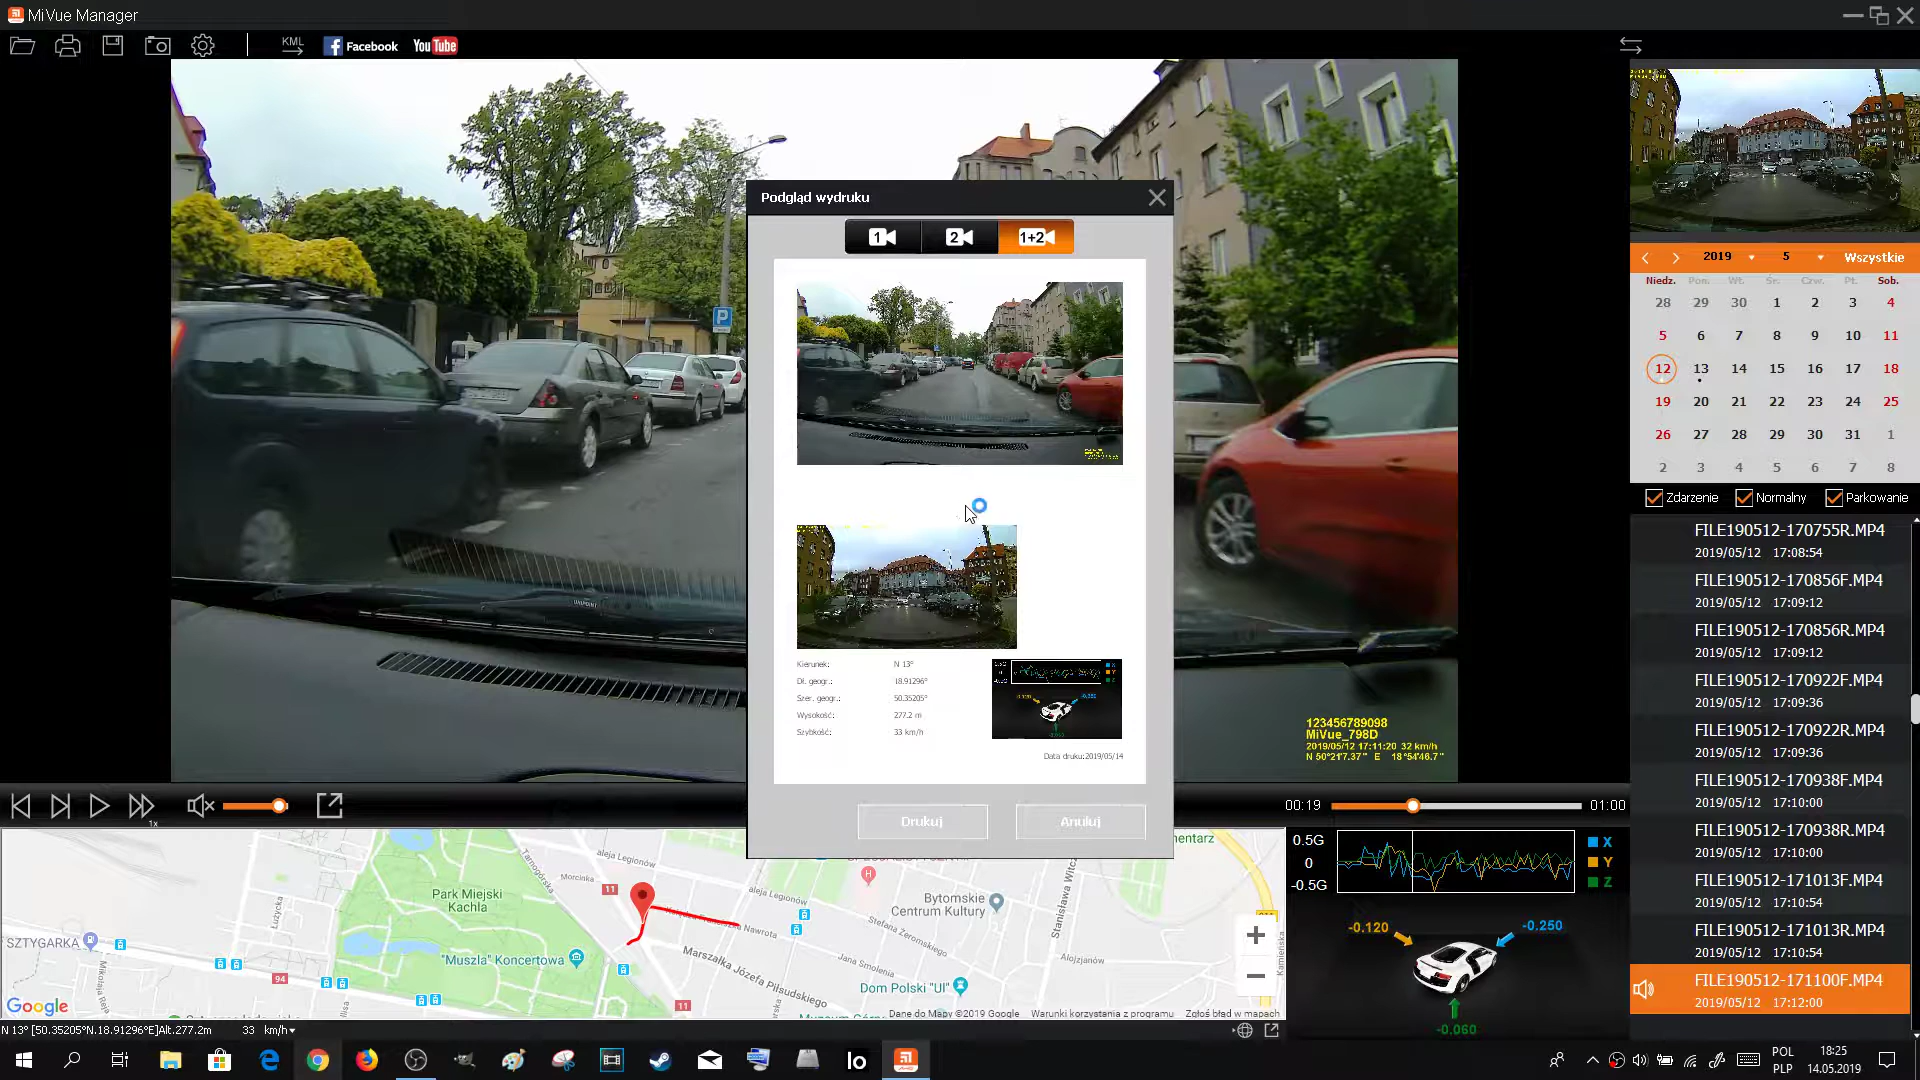 MiVue Manager
KML
Facebook
YouTube
Podgląd wydruku
1
2
1+2
Kierunek: N 13°
Dł. geogr.: 18.91296°
Szer. geogr.: 50.35205°
Wysokość: 277.2 m
Szybkość: 33 km/h
Data druku:2019/05/14
Drukuj
Anuluj
P
123456789098
MiVue_798D
2019/05/12 17:11:20 32 km/h
N 50°21'7.37" E 18°54'46.7"
2019
5
Wszystkie
Niedz. Pon. Wt. Śr. Czw. Pt. Sob.
28 29 30 1 2 3 4
5 6 7 8 9 10 11
12 13 14 15 16 17 18
19 20 21 22 23 24 25
26 27 28 29 30 31 1
2 3 4 5 6 7 8
Zdarzenie
Normalny
Parkowanie
FILE190512-170755R.MP4
2019/05/12 17:08:54
FILE190512-170856F.MP4
2019/05/12 17:09:12
FILE190512-170856R.MP4
2019/05/12 17:09:12
FILE190512-170922F.MP4
2019/05/12 17:09:36
FILE190512-170922R.MP4
2019/05/12 17:09:36
FILE190512-170938F.MP4
2019/05/12 17:10:00
FILE190512-170938R.MP4
2019/05/12 17:10:00
FILE190512-171013F.MP4
2019/05/12 17:10:54
FILE190512-171013R.MP4
2019/05/12 17:10:54
FILE190512-171100F.MP4
2019/05/12 17:12:00
1x
00:19
01:00
0.5G
0
-0.5G
X
Y
Z
-0.120
-0.250
-0.060
aleja Legionów
Morcinka
Tarnogórska
11
Park Miejski
Kachla
Łużycka
SZTYGARKA
94
"Muszla" Koncertowa
Nawrota
aleja Legionów
Stefana Żeromskiego
Jana Smolenia
Marszałka Józefa Piłsudskiego
Dom Polski "Ul"
Bytomskie
Centrum Kultury
Stanisława Witc
Alojzjanów
Kamieńska
mentarz
11
Google
Dane do Mapy ©2019 Google
Warunki korzystania z programu
Zgłoś błąd w mapach
N 13° [50.35205°N.18.91296°E]Alt.277.2m
33 km/h
lo
POL
PLP
18:25
14.05.2019